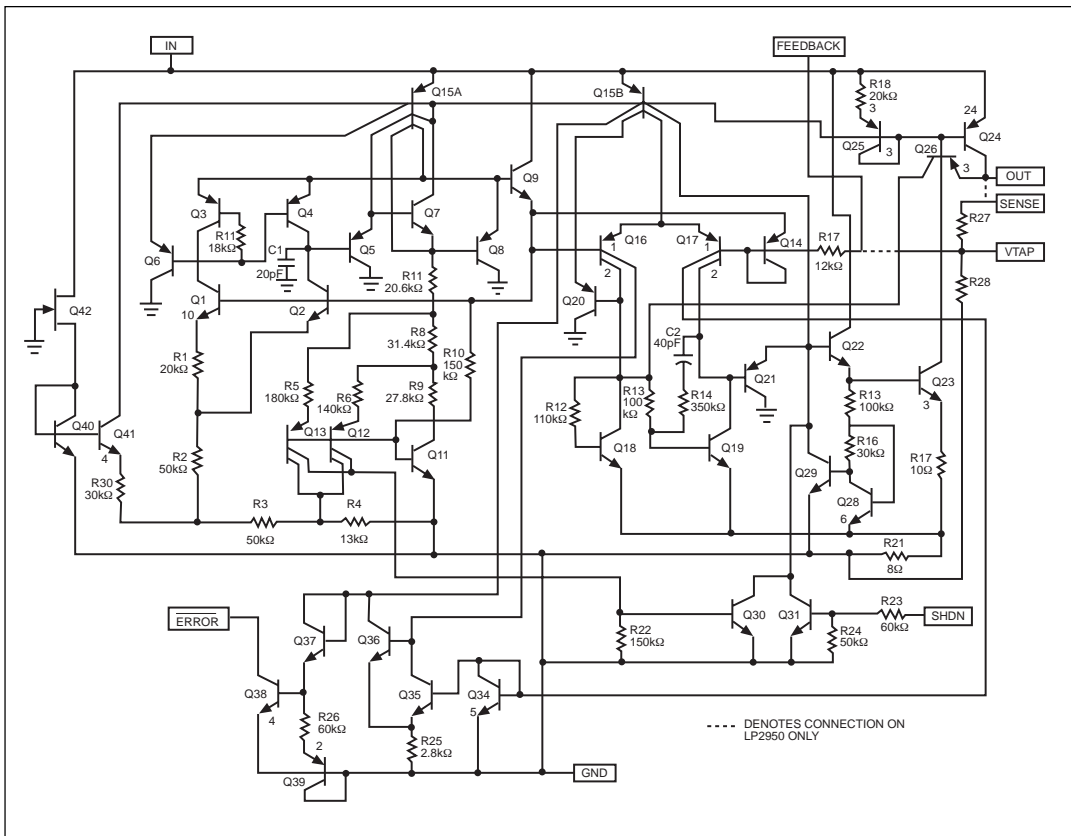 IN
FEEDBACK
Q15A
Q15B
R18
20kΩ
3
24
Q24
Q25
3
Q26
3
OUT
SENSE
Q9
Q3
Q4
Q7
R11
18kΩ
C1
20pF
Q5
Q8
Q6
Q16
1
2
Q17
1
2
Q14
R17
12kΩ
R27
VTAP
R28
R11
20.6kΩ
Q42
Q1
10
Q2
Q20
C2
40pF
Q22
R8
31.4kΩ
R10
150
kΩ
R1
20kΩ
R5
180kΩ
R6
140kΩ
R9
27.8kΩ
R12
110kΩ
R13
100
kΩ
R14
350kΩ
Q21
R13
100kΩ
Q23
3
Q40
Q41
4
Q13
Q12
Q11
Q18
Q19
R16
30kΩ
R17
10Ω
Q29
R2
50kΩ
R30
30kΩ
Q28
6
R3
50kΩ
R4
13kΩ
R21
8Ω
ERROR
Q37
Q36
Q30
Q31
R23
60kΩ
SHDN
R22
150kΩ
R24
50kΩ
Q38
4
Q35
Q34
5
R26
60kΩ
R25
2.8kΩ
DENOTES CONNECTION ON
LP2950 ONLY
2
Q39
GND